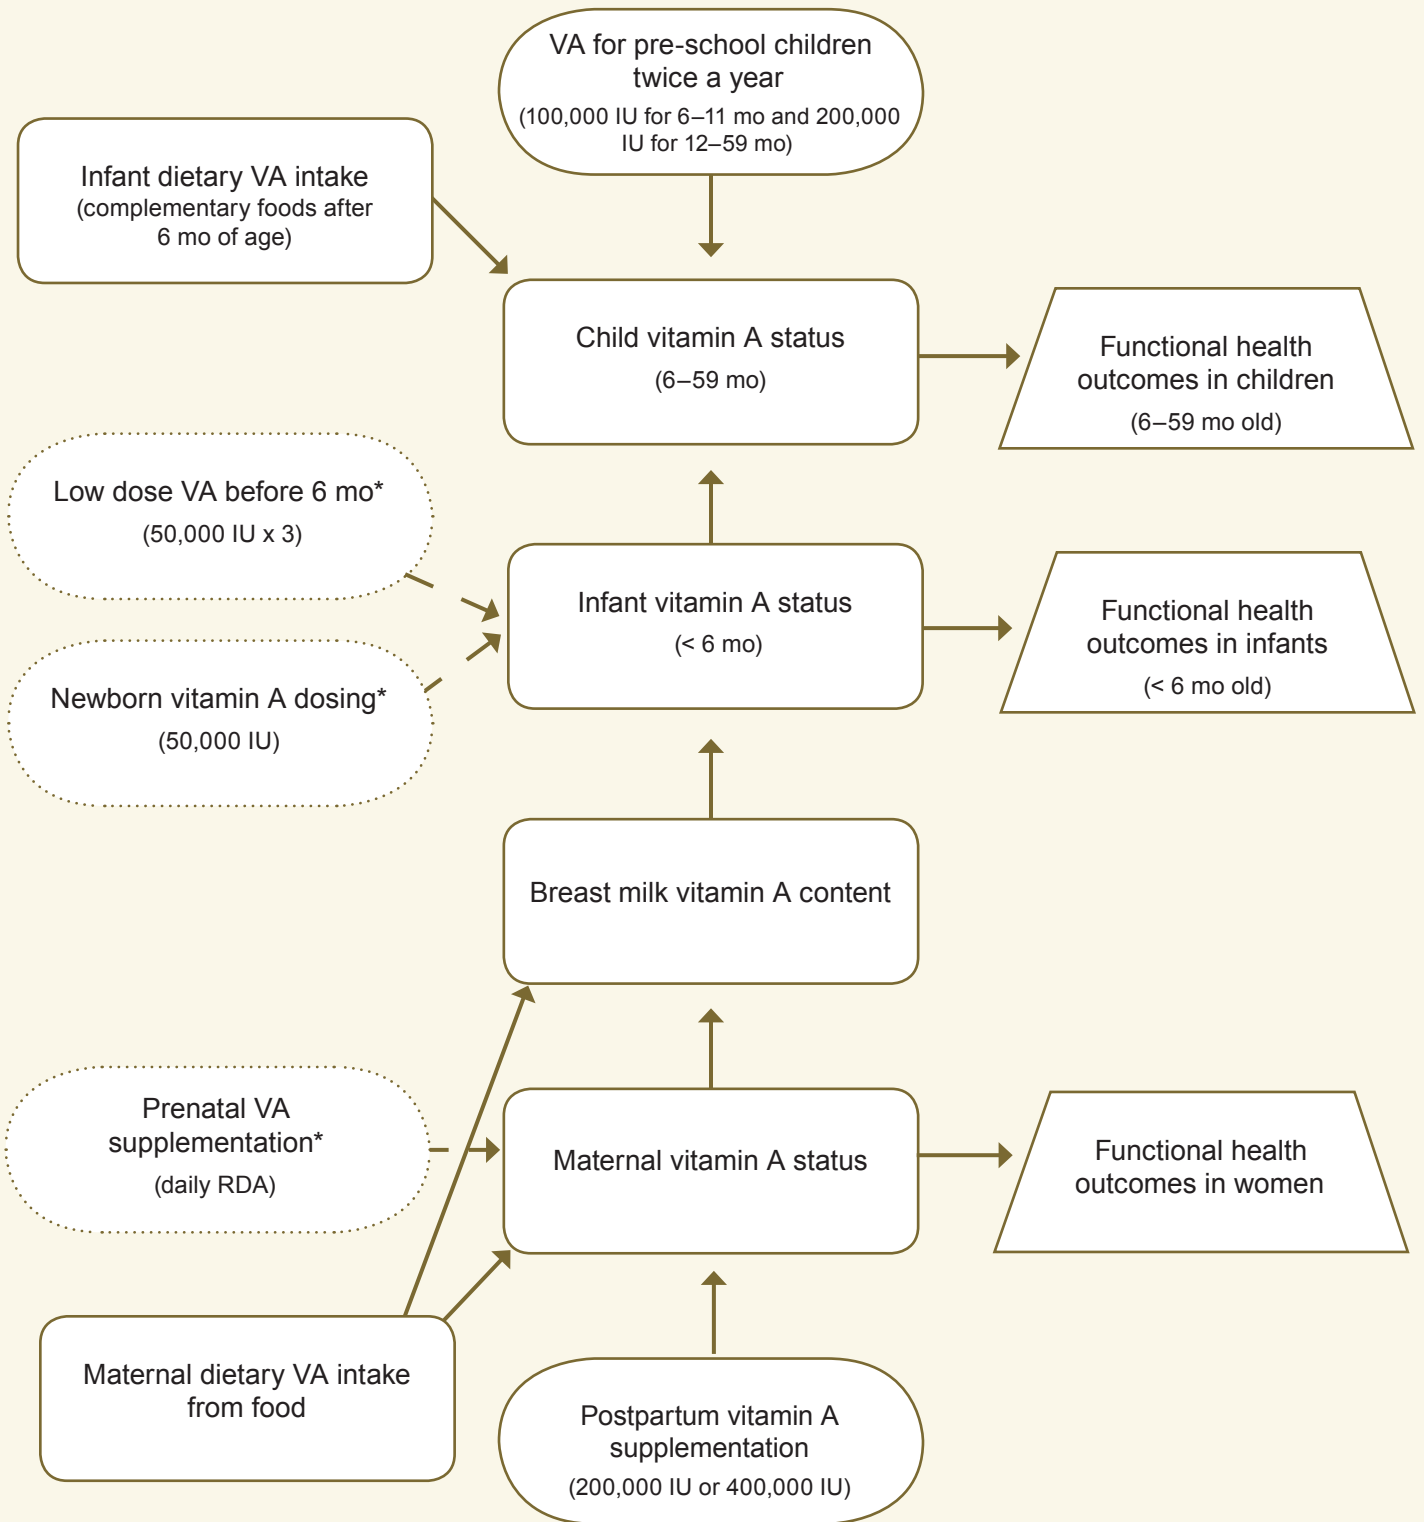 VA for pre-school children
twice a year
(100,000 IU for 6–11 mo and 200,000
IU for 12–59 mo)
Infant dietary VA intake
(complementary foods after
6 mo of age)
Child vitamin A status
(6–59 mo)
Functional health
outcomes in children
(6–59 mo old)
Low dose VA before 6 mo*
(50,000 IU x 3)
Infant vitamin A status
(< 6 mo)
Functional health
outcomes in infants
(< 6 mo old)
Newborn vitamin A dosing*
(50,000 IU)
Breast milk vitamin A content
Prenatal VA
supplementation*
(daily RDA)
Maternal vitamin A status
Functional health
outcomes in women
Maternal dietary VA intake
from food
Postpartum vitamin A
supplementation
(200,000 IU or 400,000 IU)